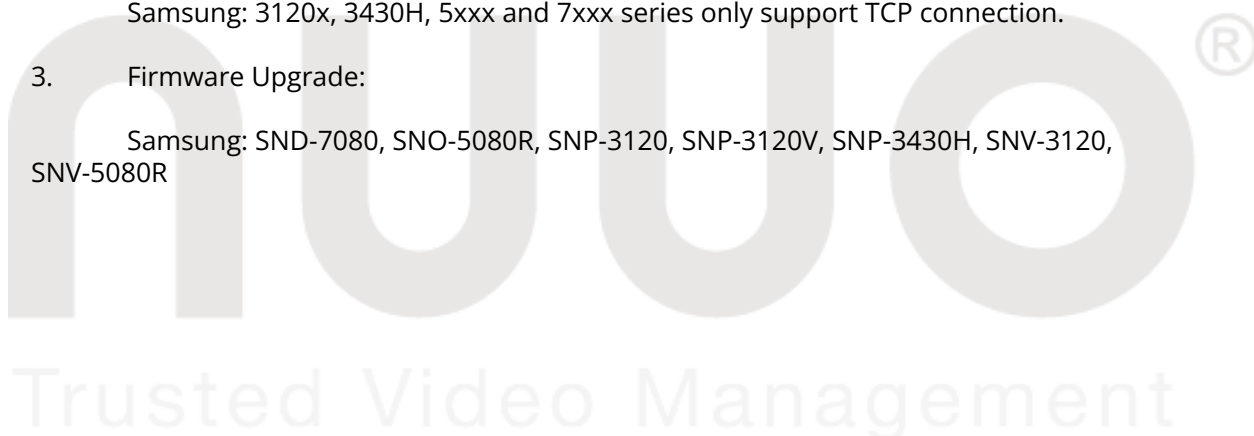 Samsung: 3120x, 3430H, 5xxx and 7xxx series only support TCP connection.
3. Firmware Upgrade:
Samsung: SND-7080, SNO-5080R, SNP-3120, SNP-3120V, SNP-3430H, SNV-3120,
SNV-5080R
nuuo ®
Trusted Video Management